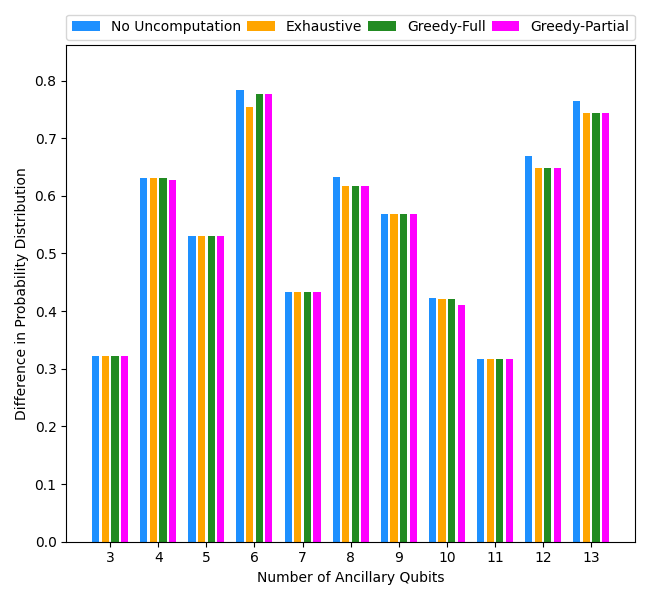 No Uncomputation Exhaustive Greedy-Full Greedy-Partial
Difference in Probability Distribution
0.8
0.7
0.6
0.5
0.4
0.3
0.2
0.1
0.0
3 4 5 6 7 8 9 10 11 12 13
Number of Ancillary Qubits